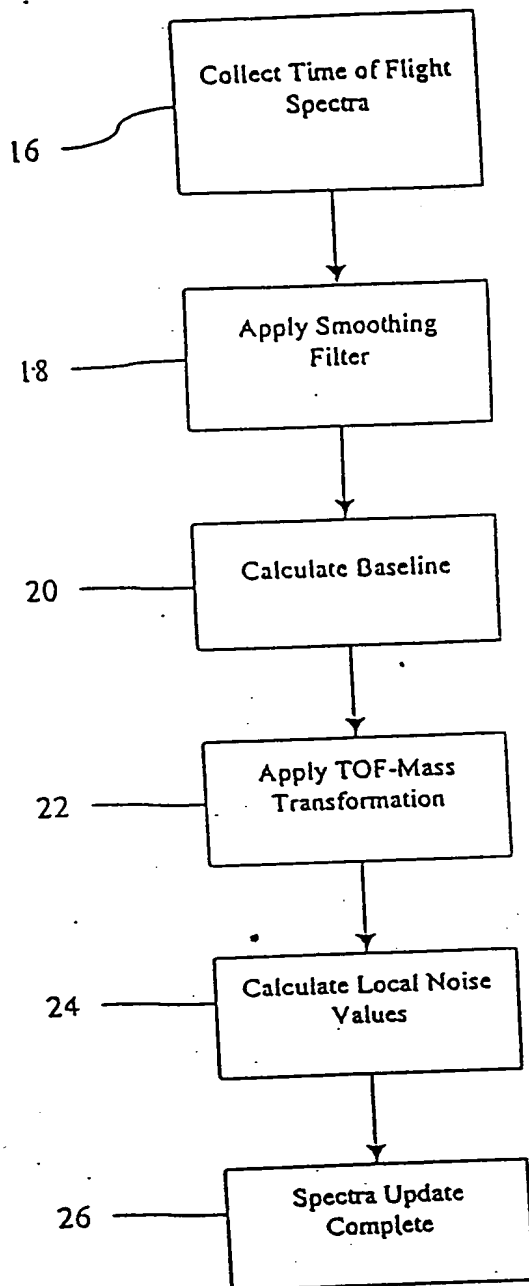 Collect Time of Flight
Spectra
16
Apply Smoothing
Filter
18
Calculate Baseline
20
Apply TOF-Mass
Transformation
22
Calculate Local Noise
Values
24
Spectra Update
Complete
26